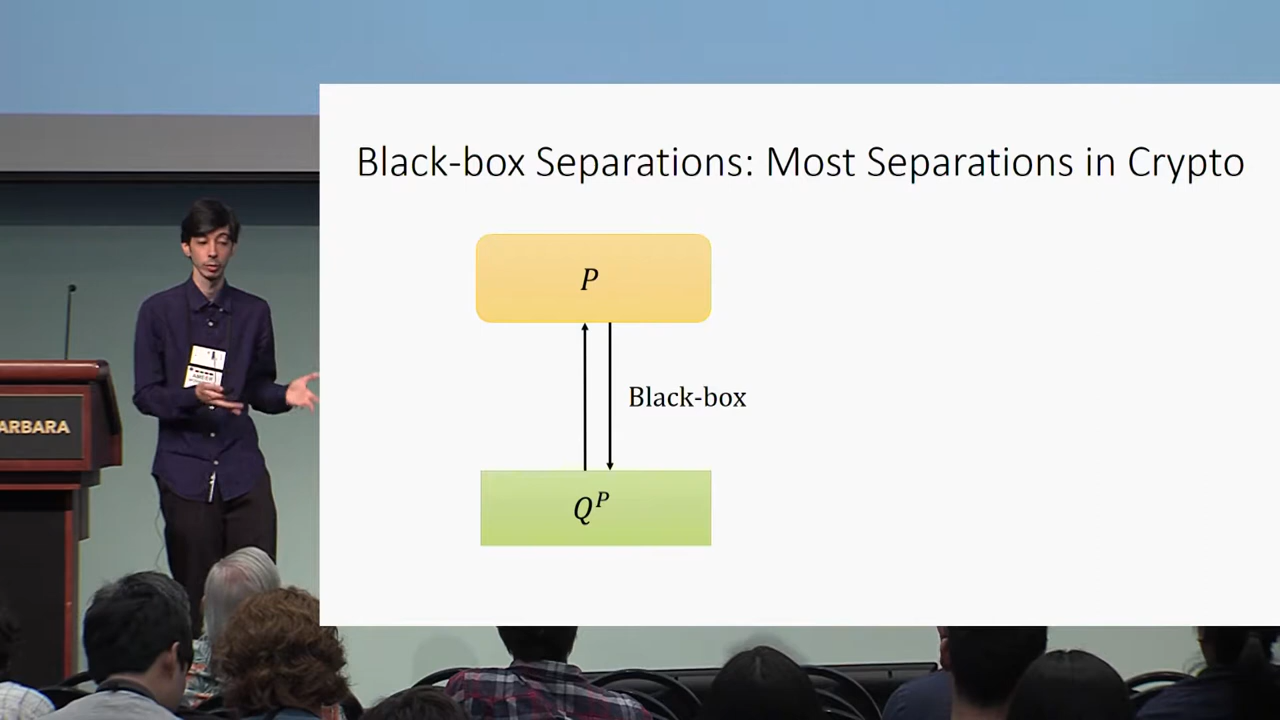 Black-box Separations: Most Separations in Crypto
P
Black-box
Q^P
ARBARA